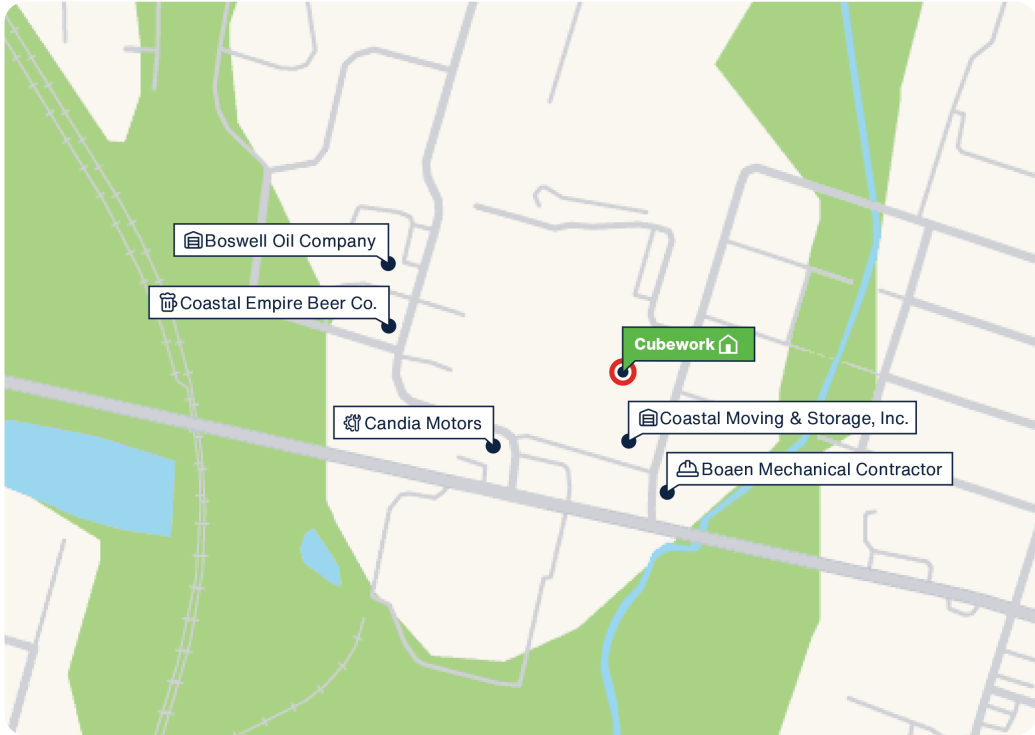 Boswell Oil Company
Coastal Empire Beer Co.
Cubework
Candia Motors
Coastal Moving & Storage, Inc.
Boaen Mechanical Contractor